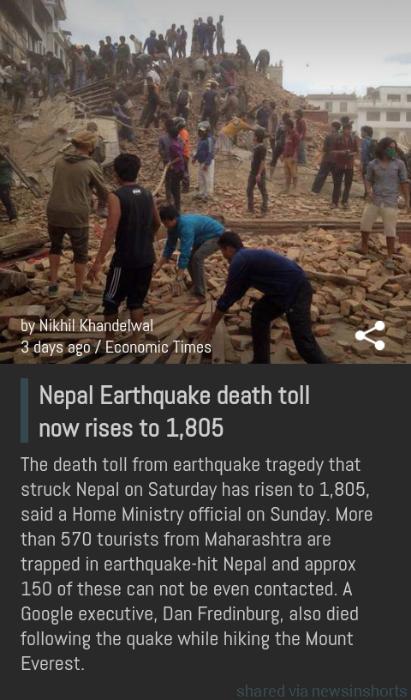 by Nikhil Khandelwal
3 days ago / Economic Times
Nepal Earthquake death toll
now rises to 1,805
The death toll from earthquake tragedy that
struck Nepal on Saturday has risen to 1,805,
said a Home Ministry official on Sunday. More
than 570 tourists from Maharashtra are
trapped in earthquake-hit Nepal and approx
150 of these can not be even contacted. A
Google executive, Dan Fredinburg, also died
following the quake while hiking the Mount
Everest.
shared via newsinshorts